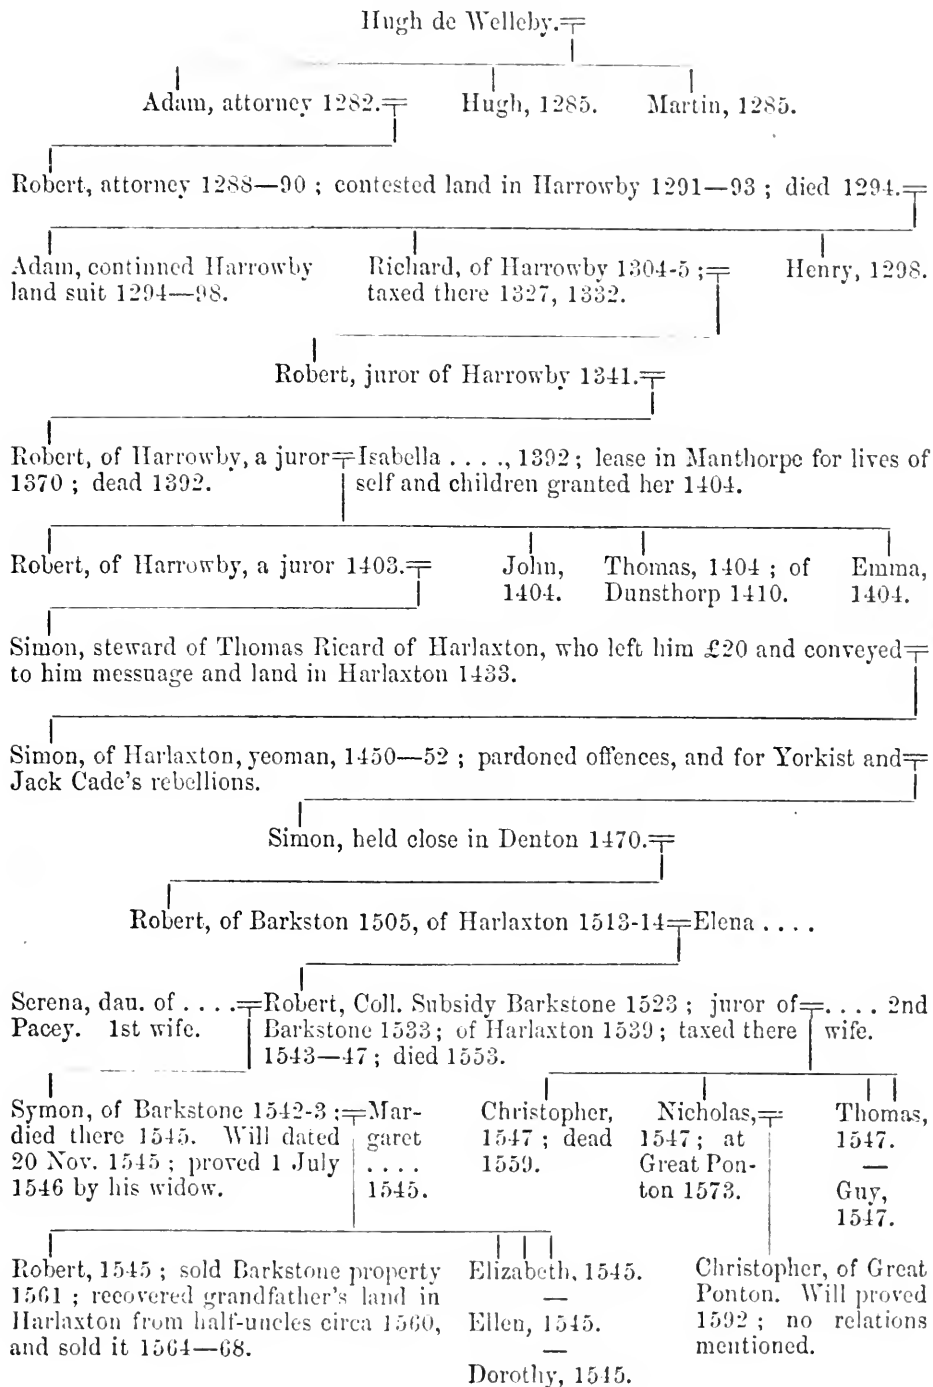 Hugh de Welleby.
Adam, attorney 1282. Hugh, 1285. Martin, 1285.
Robert, attorney 1288—90 ; contested land in Harrowby 1291—93 ; died 1294.
Adam, continued Harrowby land suit 1294—98.
Richard, of Harrowby 1304-5 ;
taxed there 1327, 1332.
Henry, 1298.
Robert, juror of Harrowby 1341.
Robert, of Harrowby, a juror
1370 ; dead 1392.
Isabella . . . ., 1392 ; lease in Manthorpe for lives of
self and children granted her 1404.
Robert, of Harrowby, a juror 1403.
John,
1404.
Thomas, 1404 ; of
Dunsthorp 1410.
Emma,
1404.
Simon, steward of Thomas Ricard of Harlaxton, who left him £20 and conveyed
to him messuage and land in Harlaxton 1433.
Simon, of Harlaxton, yeoman, 1450—52 ; pardoned offences, and for Yorkist and
Jack Cade's rebellions.
Simon, held close in Denton 1470.
Robert, of Barkston 1505, of Harlaxton 1513-14 Elena . . . .
Serena, dau. of . . . .
Pacey. 1st wife.
Robert, Coll. Subsidy Barkstone 1523 ; juror of
Barkstone 1533 ; of Harlaxton 1539 ; taxed there
1543—47 ; died 1553.
. . . . 2nd
wife.
Symon, of Barkstone 1542-3 ;
died there 1545. Will dated
20 Nov. 1545 ; proved 1 July
1546 by his widow.
Mar-
garet
. . . .
1545.
Christopher,
1547 ; dead
1559.
Nicholas,
1547 ; at
Great Pon-
ton 1573.
Thomas,
1547.
—
Guy,
1547.
Robert, 1545 ; sold Barkstone property
1561 ; recovered grandfather's land in
Harlaxton from half-uncles circa 1560,
and sold it 1564—68.
Elizabeth, 1545.
—
Ellen, 1545.
—
Dorothy, 1545.
Christopher, of Great
Ponton. Will proved
1592 ; no relations
mentioned.